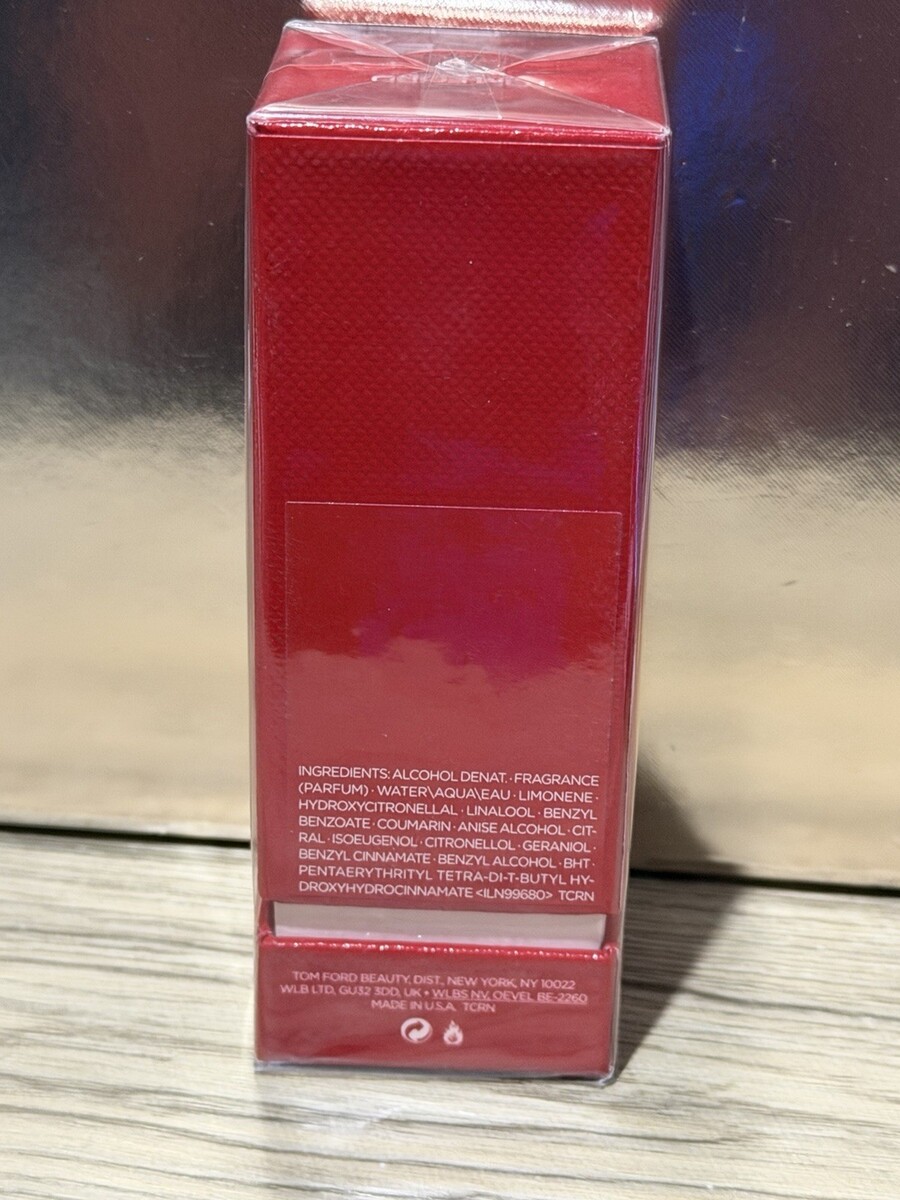 INGREDIENTS: ALCOHOL DENAT. · FRAGRANCE
(PARFUM) · WATER\AQUA\EAU · LIMONENE ·
HYDROXYCITRONELLAL · LINALOOL · BENZYL
BENZOATE · COUMARIN · ANISE ALCOHOL · CIT-
RAL · ISOEUGENOL · CITRONELLOL · GERANIOL ·
BENZYL CINNAMATE · BENZYL ALCOHOL · BHT ·
PENTAERYTHRITYL TETRA-DI-T-BUTYL HY-
DROXYHYDROCINNAMATE <ILN99680> TCRN
TOM FORD BEAUTY, DIST., NEW YORK, NY 10022
WLB LTD, GU32 3DD, UK • WLBS NV, OEVEL BE-2260
MADE IN U.S.A. TCRN